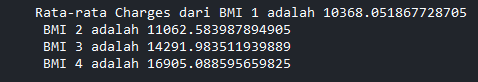 Rata-rata Charges dari BMI 1 adalah 10368.051867728705
BMI 2 adalah 11062.583987894905
BMI 3 adalah 14291.983511939889
BMI 4 adalah 16905.088595659825